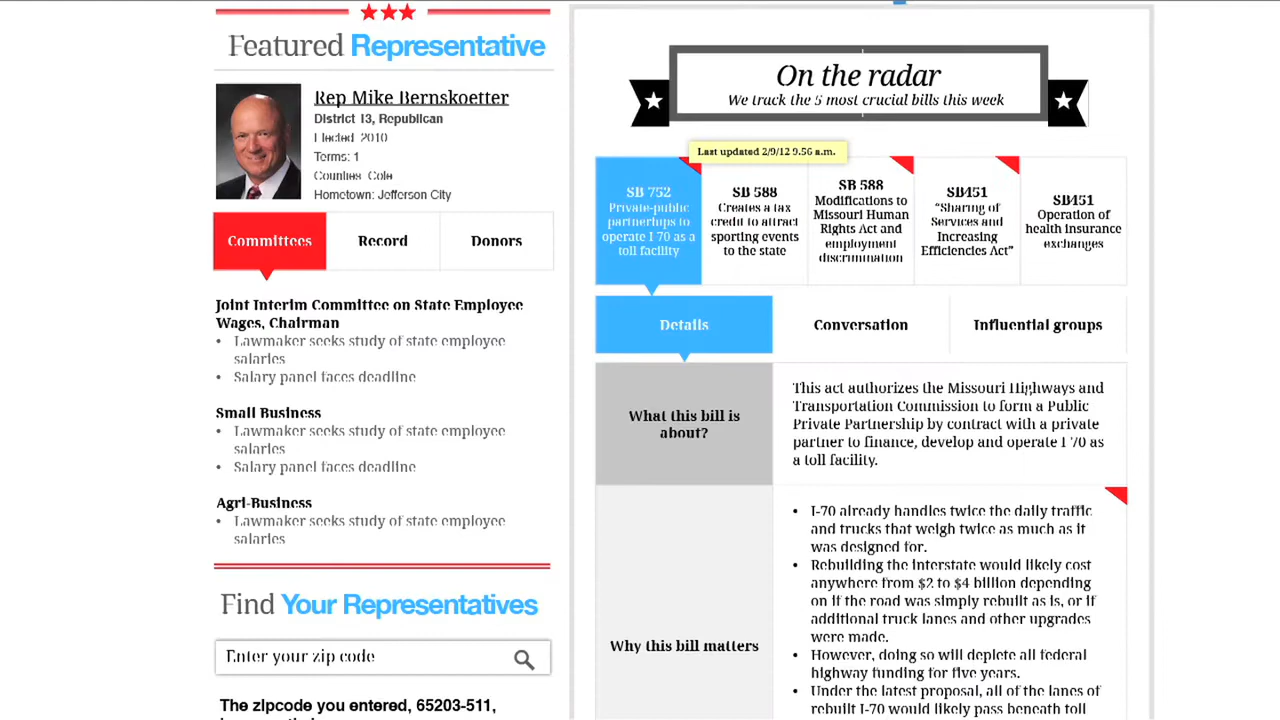 Featured Representative
Rep Mike Bernskoetter
District 13, Republican
Elected 2010
Terms: 1
Counties Cole
Hometown: Jefferson City
Committees
Record
Donors
Joint Interim Committee on State Employee
Wages, Chairman
• Lawmaker seeks study of state employee
salaries
• Salary panel faces deadline
Small Business
• Lawmaker seeks study of state employee
salaries
• Salary panel faces deadline
Agri-Business
• Lawmaker seeks study of state employee
salaries
Find Your Representatives
Enter your zip code
The zipcode you entered, 65203-511,
On the radar
We track the 5 most crucial bills this week
Last updated 2/9/12 9.56 a.m.
SB 752
Private-public
partnerhips to
operate I 70 as a
toll facility
SB 588
Creates a tax
credit to attract
sporting events
to the state
SB 588
Modifications to
Missouri Human
Rights Act and
employment
discrimination
SB451
"Sharing of
Services and
Increasing
Efficiencies Act"
SB451
Operation of
health insurance
exchanges
Details
Conversation
Influential groups
What this bill is
about?
This act authorizes the Missouri Highways and
Transportation Commission to form a Public
Private Partnership by contract with a private
partner to finance, develop and operate I 70 as
a toll facility.
Why this bill matters
• I-70 already handles twice the daily traffic
and trucks that weigh twice as much as it
was designed for.
• Rebuilding the interstate would likely cost
anywhere from $2 to $4 billion depending
on if the road was simply rebuilt as is, or if
additional truck lanes and other upgrades
were made.
• However, doing so will deplete all federal
highway funding for five years.
• Under the latest proposal, all of the lanes of
rebuilt I-70 would likely pass beneath toll